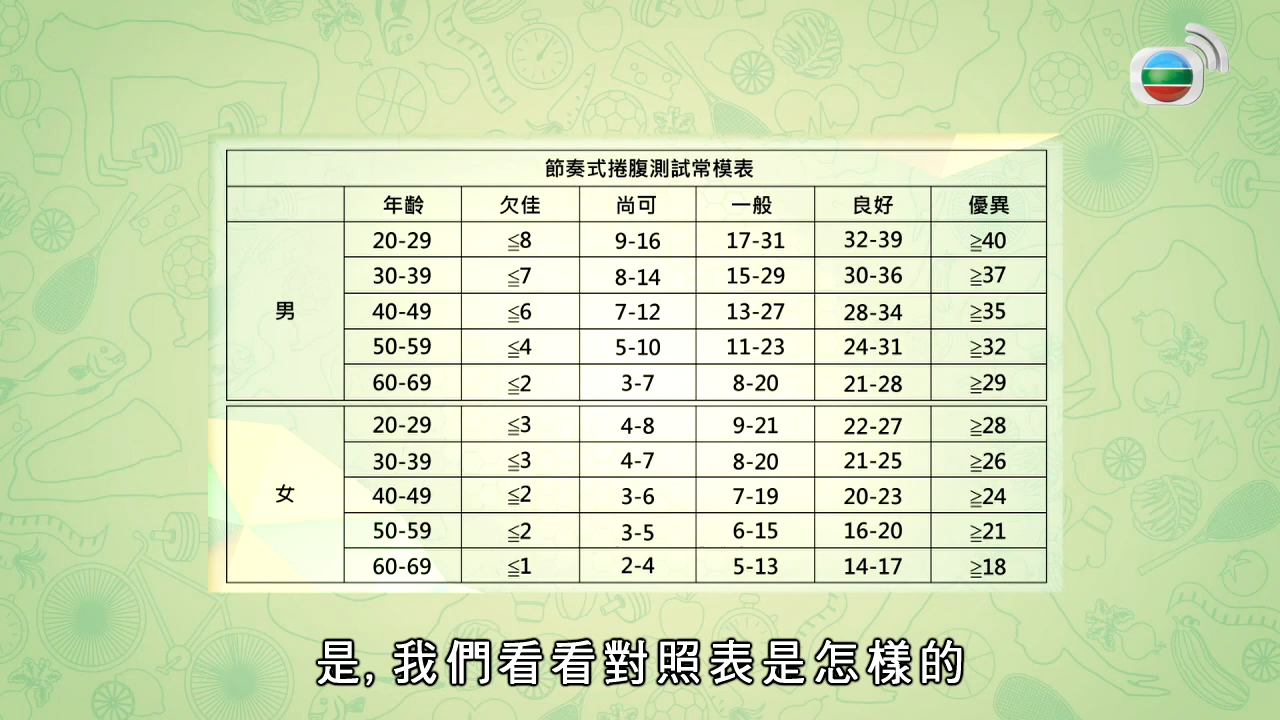 節奏式捲腹測試常模表
年齡 欠佳 尚可 一般 良好 優異
男
20-29 ≦8 9-16 17-31 32-39 ≧40
30-39 ≦7 8-14 15-29 30-36 ≧37
40-49 ≦6 7-12 13-27 28-34 ≧35
50-59 ≦4 5-10 11-23 24-31 ≧32
60-69 ≦2 3-7 8-20 21-28 ≧29
女
20-29 ≦3 4-8 9-21 22-27 ≧28
30-39 ≦3 4-7 8-20 21-25 ≧26
40-49 ≦2 3-6 7-19 20-23 ≧24
50-59 ≦2 3-5 6-15 16-20 ≧21
60-69 ≦1 2-4 5-13 14-17 ≧18
是, 我們看看對照表是怎樣的